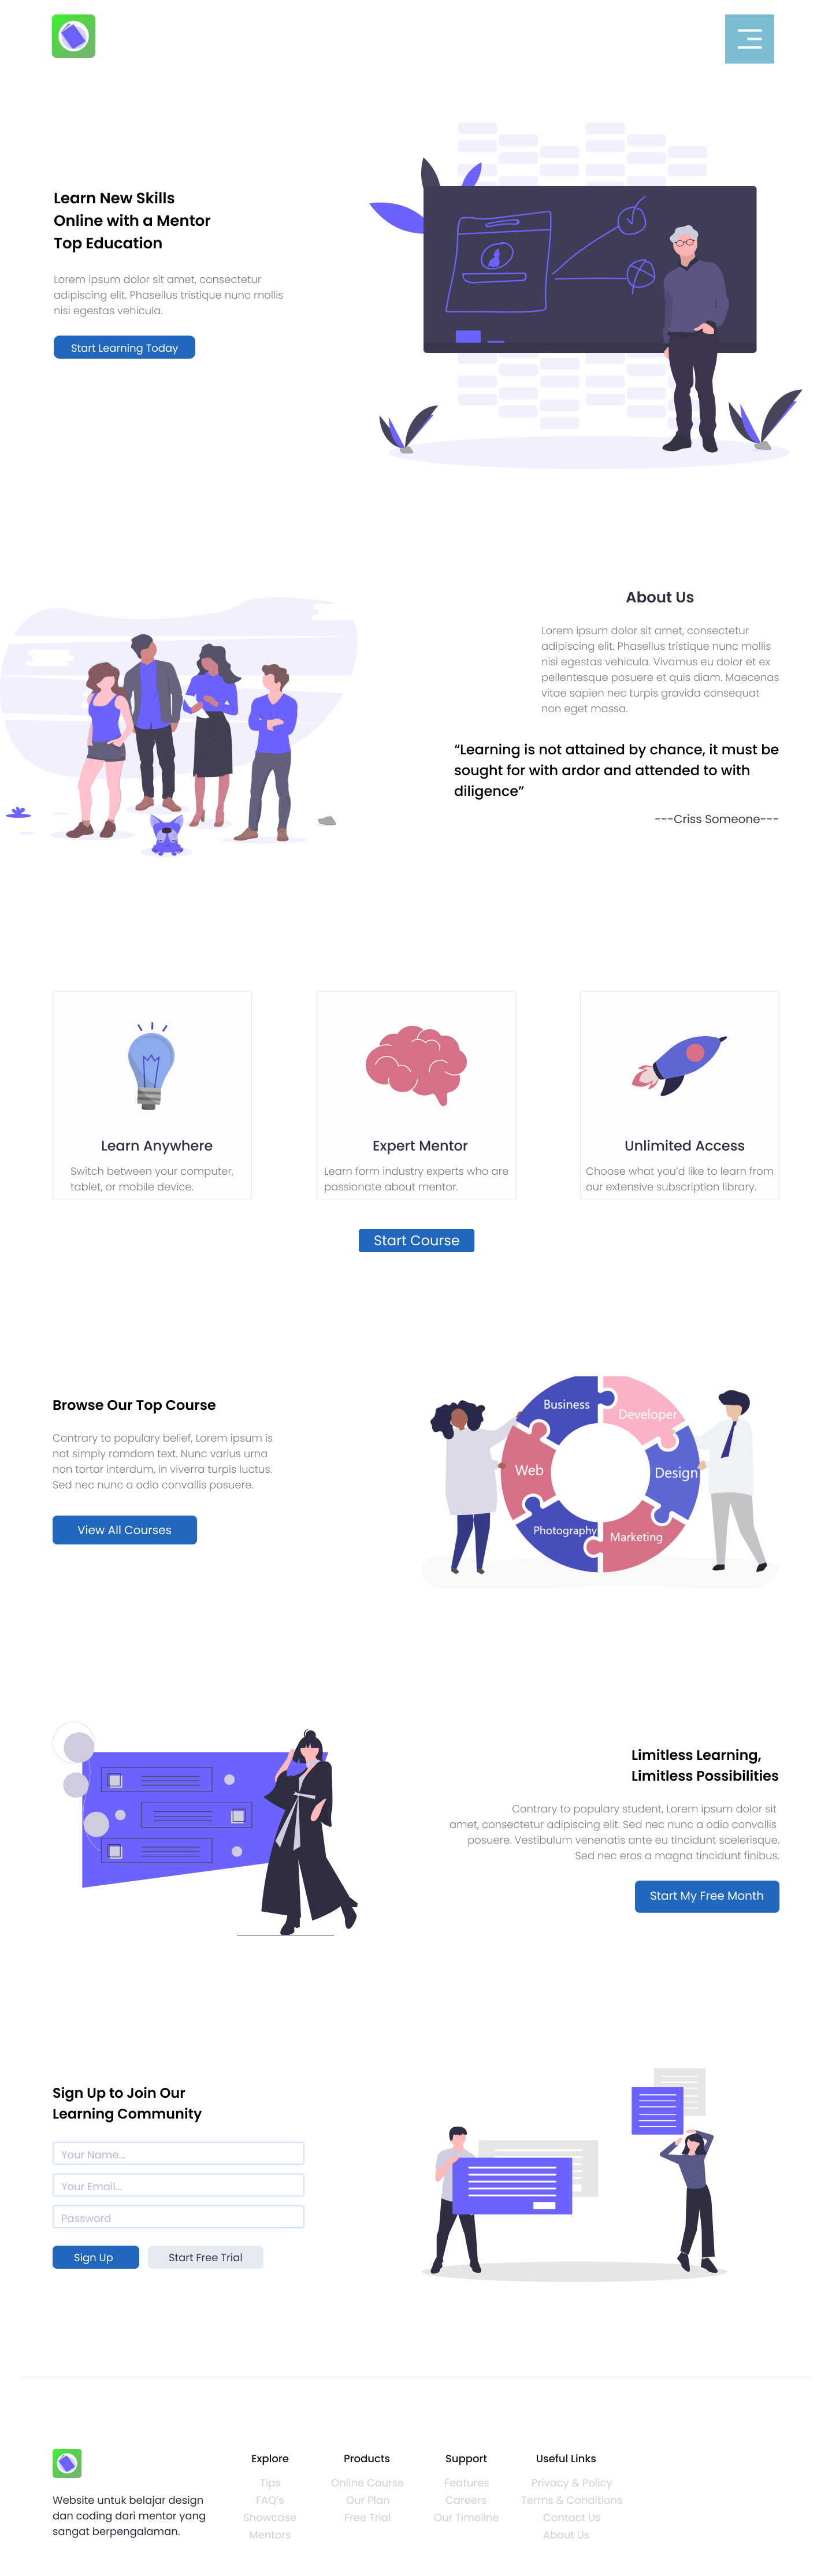 Learn New Skills
Online with a Mentor
Top Education
Lorem ipsum dolor sit amet, consectetur
adipiscing elit. Phasellus tristique nunc mollis
nisi egestas vehicula.
Start Learning Today
About Us
Lorem ipsum dolor sit amet, consectetur
adipiscing elit. Phasellus tristique nunc mollis
nisi egestas vehicula. Vivamus eu dolor et ex
pellentesque posuere et quis diam. Maecenas
vitae sapien nec turpis gravida consequat
non eget massa.
“Learning is not attained by chance, it must be
sought for with ardor and attended to with
diligence”
---Criss Someone---
Learn Anywhere
Switch between your computer,
tablet, or mobile device.
Expert Mentor
Learn form industry experts who are
passionate about mentor.
Unlimited Access
Choose what you’d like to learn from
our extensive subscription library.
Start Course
Browse Our Top Course
Contrary to populary belief, Lorem ipsum is
not simply ramdom text. Nunc varius urna
non tortor interdum, in viverra turpis luctus.
Sed nec nunc a odio convallis posuere.
View All Courses
Business
Developer
Web
Design
Photography
Marketing
Limitless Learning,
Limitless Possibilities
Contrary to populary student, Lorem ipsum dolor sit
amet, consectetur adipiscing elit. Sed nec nunc a odio convallis
posuere. Vestibulum venenatis ante eu tincidunt scelerisque.
Sed nec eros a magna tincidunt finibus.
Start My Free Month
Sign Up to Join Our
Learning Community
Your Name...
Your Email...
Password
Sign Up
Start Free Trial
Website untuk belajar design
dan coding dari mentor yang
sangat berpengalaman.
Explore
Tips
FAQ’s
Showcase
Mentors
Products
Online Course
Our Plan
Free Trial
Support
Features
Careers
Our Timeline
Useful Links
Privacy & Policy
Terms & Conditions
Contact Us
About Us